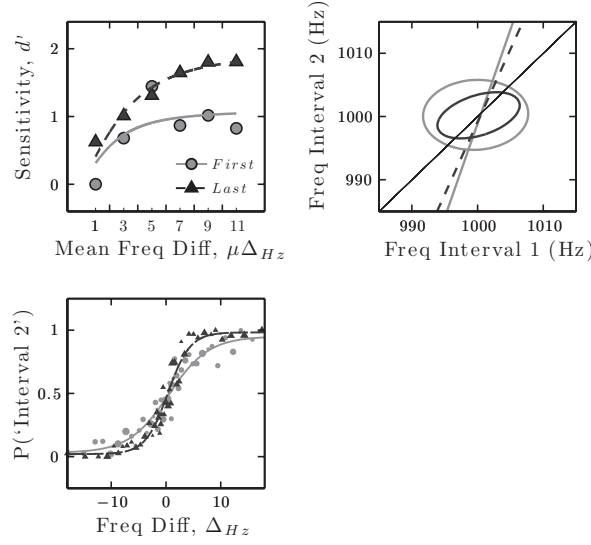 Sensitivity, d'
2
1
0
First
Last
1 3 5 7 9 11
Mean Freq Diff, μΔHz
Freq Interval 2 (Hz)
1010
1000
990
990 1000 1010
Freq Interval 1 (Hz)
P(‘Interval 2’)
1
0.5
0
−10 0 10
Freq Diff, ΔHz